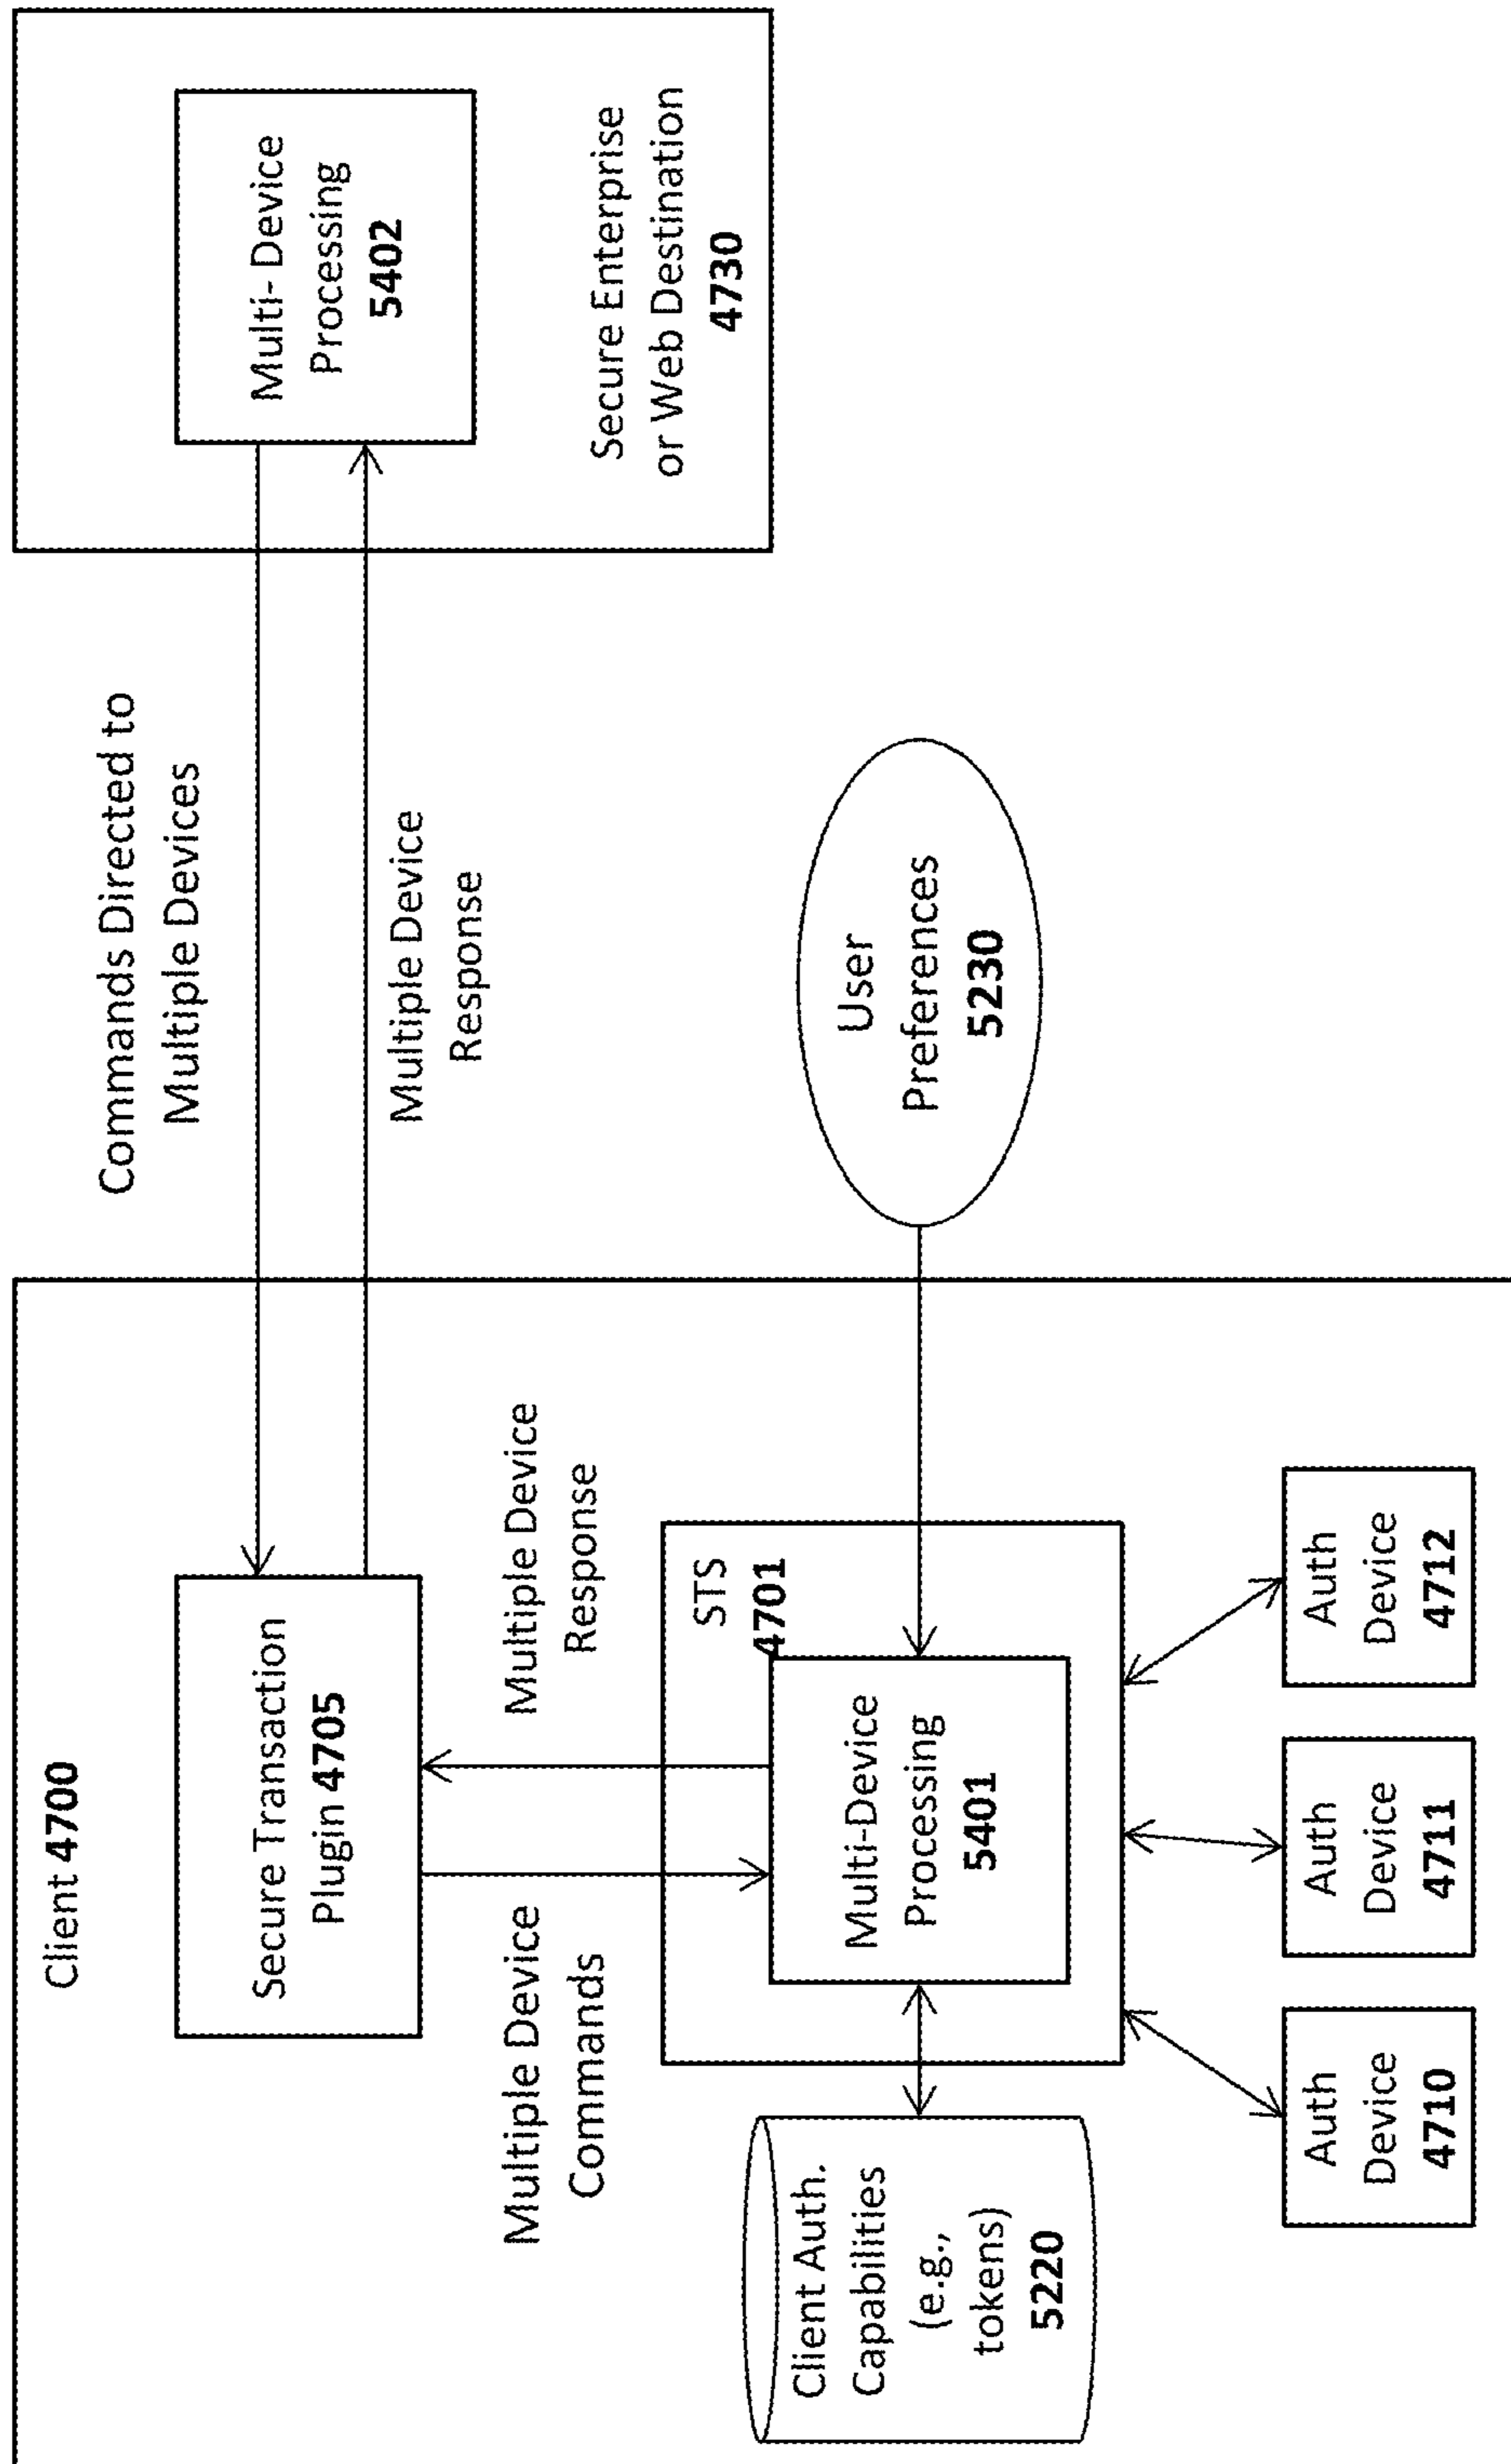 Client 4700
Secure Transaction
Plugin 4705
Commands Directed to
Multiple Devices
Multiple Device
Response
Multi- Device
Processing
5402
Secure Enterprise
or Web Destination
4730
Multiple Device
Commands
Multiple Device
Response
STS
4701
Multi-Device
Processing
5401
User
Preferences
5230
Client Auth.
Capabilities
(e.g.,
tokens)
5220
Auth
Device
4710
Auth
Device
4711
Auth
Device
4712